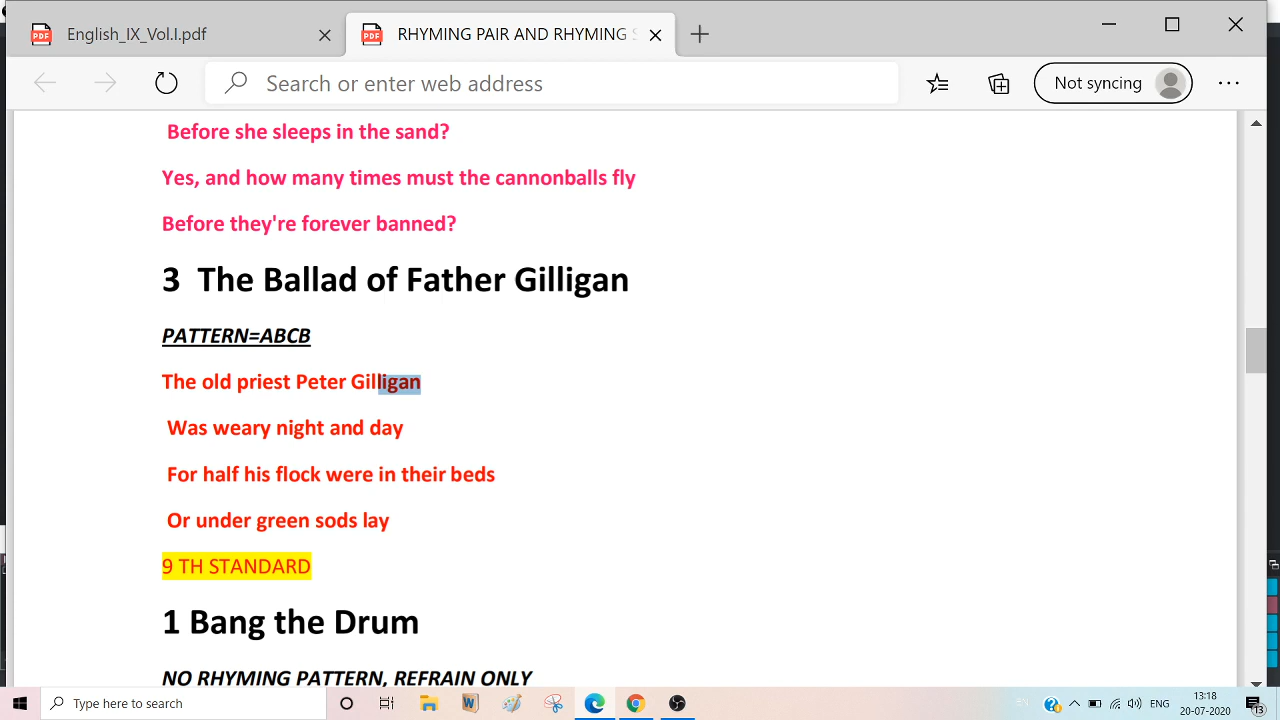 English_IX_Vol.I.pdf
RHYMING PAIR AND RHYMING
Search or enter web address
Not syncing
Before she sleeps in the sand?
Yes, and how many times must the cannonballs fly
Before they're forever banned?
3 The Ballad of Father Gilligan
PATTERN=ABCB
The old priest Peter Gilligan
Was weary night and day
For half his flock were in their beds
Or under green sods lay
9 TH STANDARD
1 Bang the Drum
NO RHYMING PATTERN, REFRAIN ONLY
Type here to search
ENG
13:18
20-07-2020
13